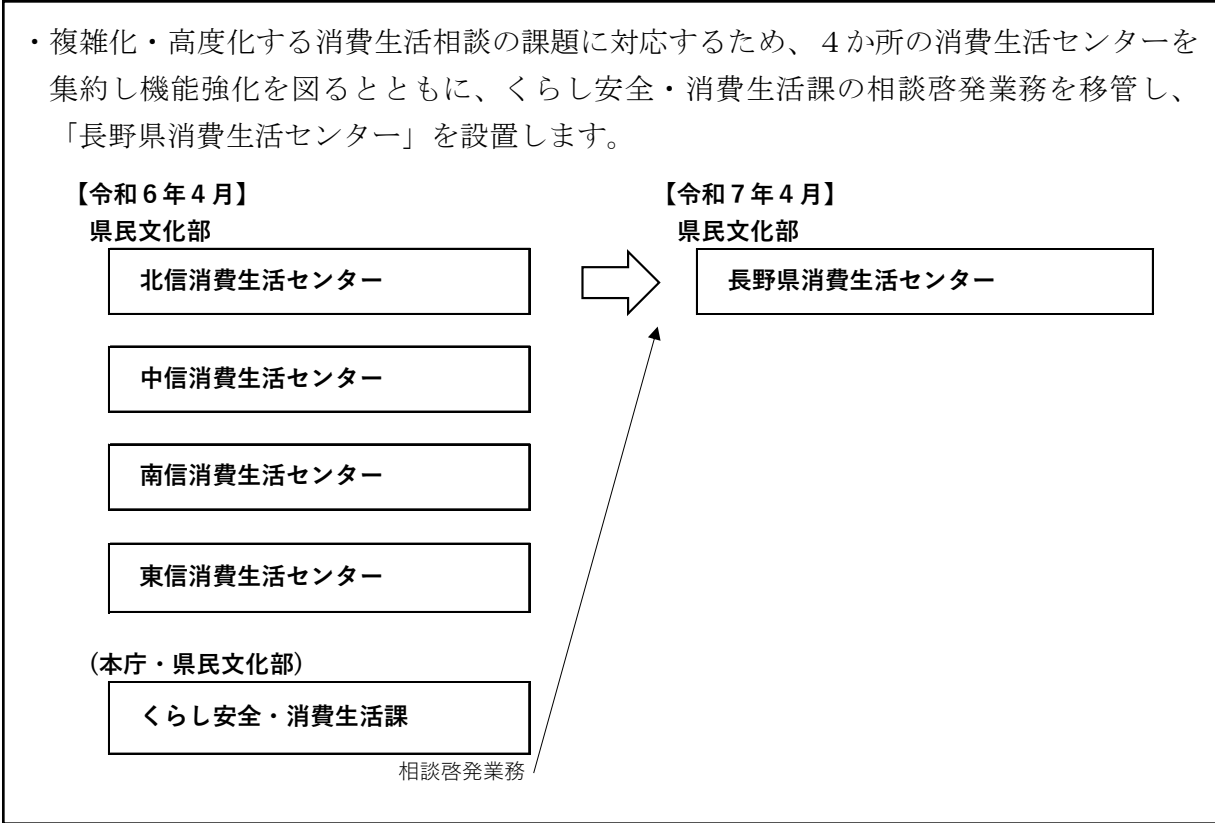 ・複雑化・高度化する消費生活相談の課題に対応するため、４か所の消費生活センターを
集約し機能強化を図るとともに、くらし安全・消費生活課の相談啓発業務を移管し、
「長野県消費生活センター」を設置します。
【令和６年４月】
県民文化部
北信消費生活センター
中信消費生活センター
南信消費生活センター
東信消費生活センター
(本庁・県民文化部)
くらし安全・消費生活課
相談啓発業務
【令和７年４月】
県民文化部
長野県消費生活センター